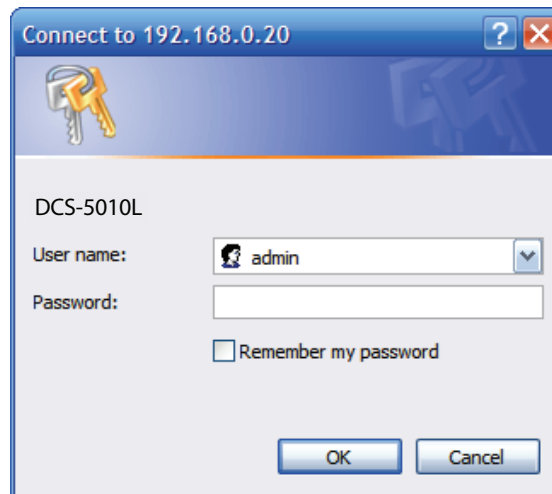 Connect to 192.168.0.20
DCS-5010L
User name:
admin
Password:
Remember my password
OK
Cancel